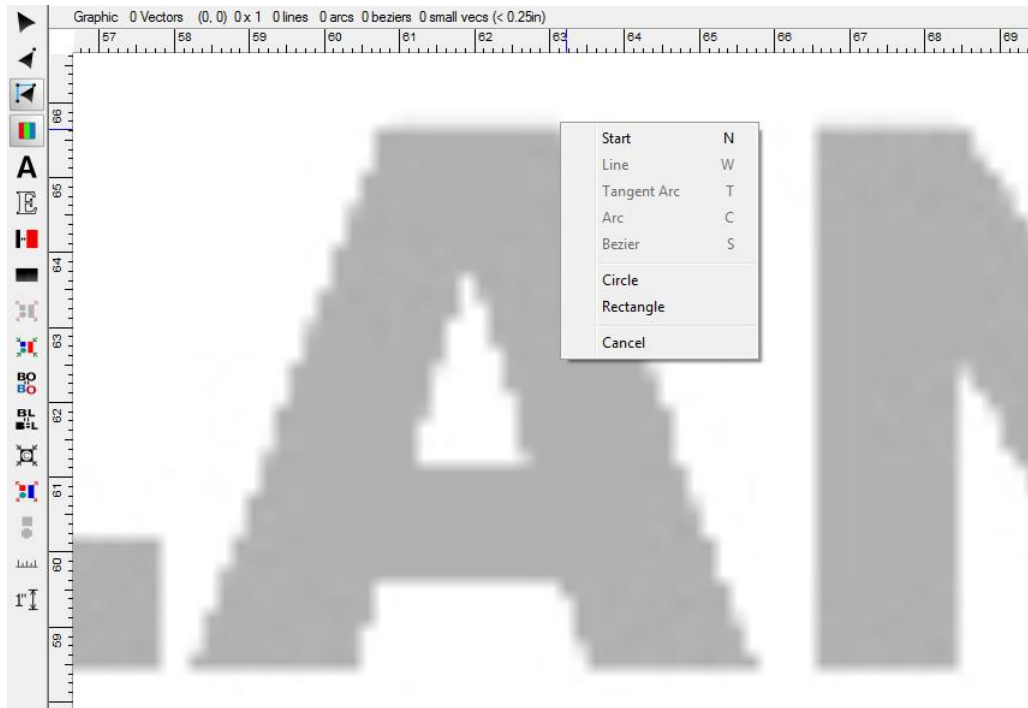 Graphic 0 Vectors (0, 0) 0 x 1 0 lines 0 arcs 0 beziers 0 small vecs (< 0.25in)
57 58 59 60 61 62 63 64 65 66 67 68 69
66
65
64
63
62
61
60
59
A
E
BO
BO
BL
L
C
1"
Start N
Line W
Tangent Arc T
Arc C
Bezier S
Circle
Rectangle
Cancel
AN